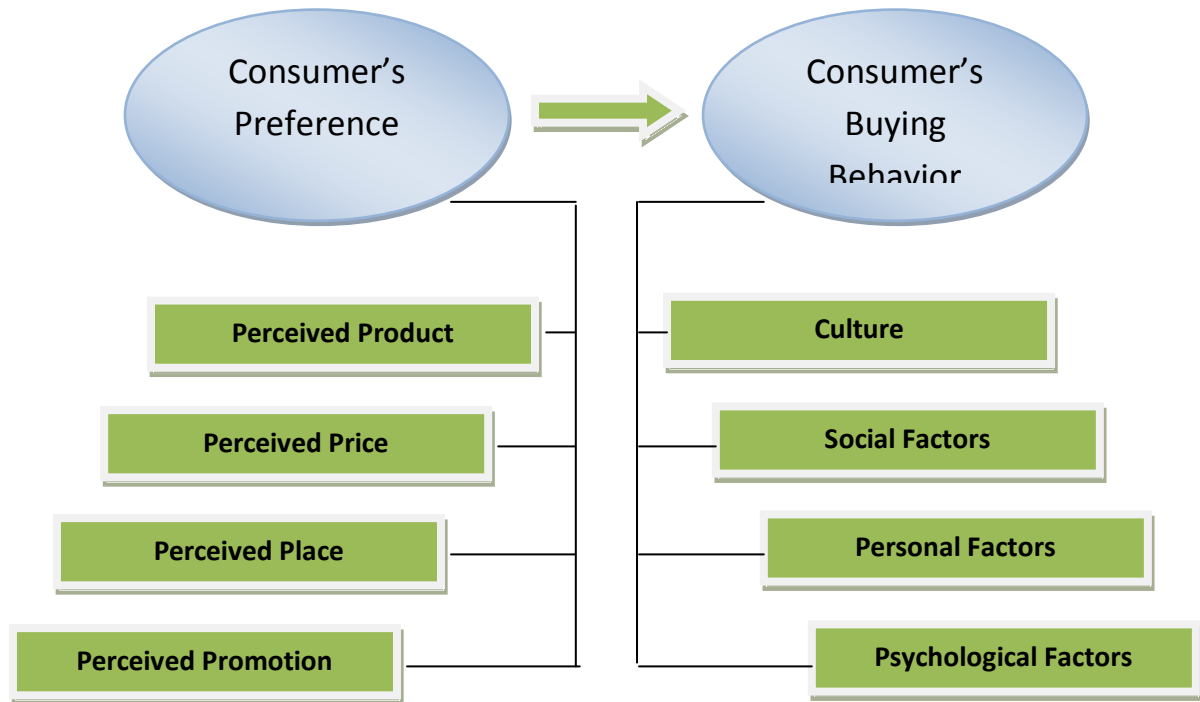 Consumer's
Preference
Consumer's
Buying
Behavior
Perceived Product
Culture
Perceived Price
Social Factors
Perceived Place
Personal Factors
Perceived Promotion
Psychological Factors